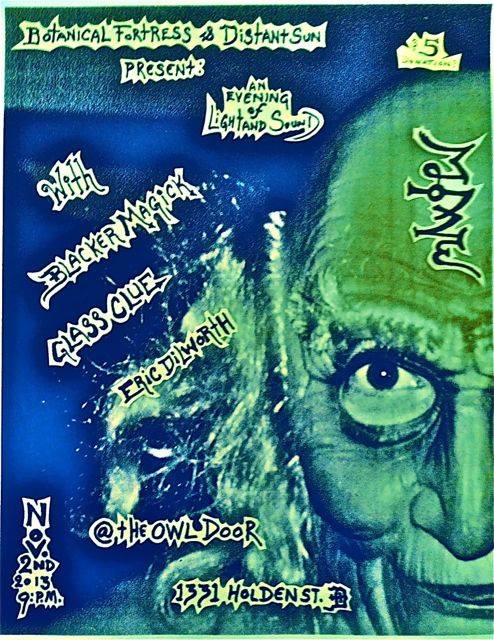 BOTANICAL FORTRESS & DISTANT SUN
PRESENT:
$5
AN
EVENING
of
LIGHT AND SOUND
With
BLACKER MAGICK
GLASS GLUE
ERIC DILWORTH
@ tHE OWL DOOR
1331 HOLDEN ST.
NOV.
2ND
2013
9:P.M.